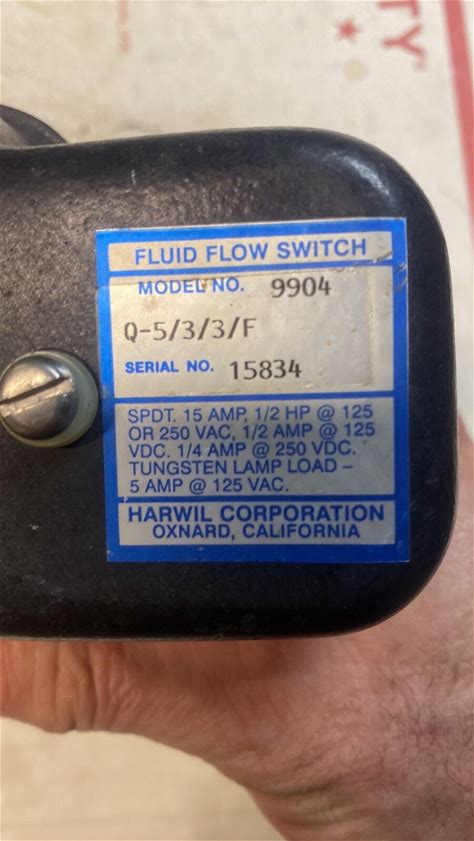 TY
FLUID FLOW SWITCH
MODEL NO. 9904
Q-5/3/3/F
SERIAL NO. 15834
SPDT. 15 AMP, 1/2 HP @ 125
OR 250 VAC, 1/2 AMP @ 125
VDC. 1/4 AMP @ 250 VDC.
TUNGSTEN LAMP LOAD –
5 AMP @ 125 VAC.
HARWIL CORPORATION
OXNARD, CALIFORNIA